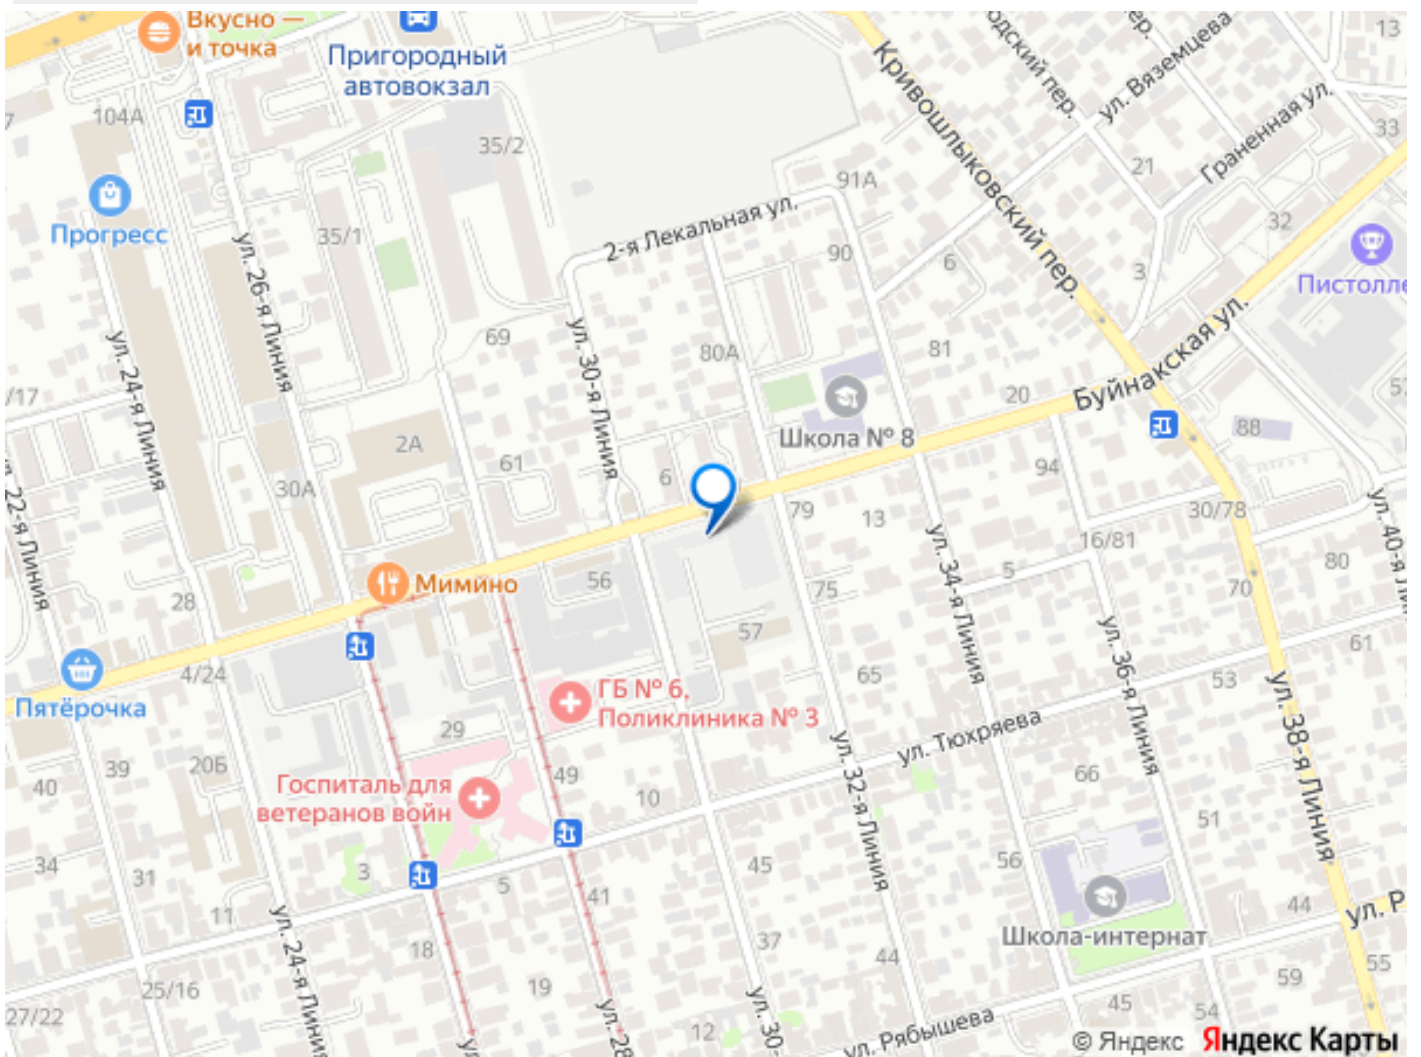 Вкусно —
и точка
Пригородный
автовокзал
104А
35/2
Кривошлыковский пер.
одский пер.
пер.
ул. Вяземцева
13
33
Граненная ул.
21
91А
32
Прогресс
35/1
ул. 26-я Линия
2-я Лекальная ул.
90
6
3
Пистолле
69
ул. 30-я Линия
80А
81
20
Буйнакская ул.
/17
ул. 24-я Линия
2А
61
6
Школа № 8
88
94
22-я Линия
30А
79
13
30/78
ул. 40-я Ли
16/81
80
Мимино
56
75
5
70
28
57
ул. 34-я Линия
ул. 36-я Линия
61
4/24
65
53
Пятёрочка
ГБ № 6,
Поликлиника № 3
29
ул. Тюхряева
ул. 38-я Линия
40
39
20Б
Госпиталь для
ветеранов войн
49
10
ул. 32-я Линия
66
51
34
31
3
5
41
45
56
11
ул. 24-я Линия
18
37
44
Школа-интернат
44
ул. Р
25/16
19
59
55
27/22
ул. 28
12
ул. 30-
ул. Рябышева
45
54
© Яндекс Яндекс Карты